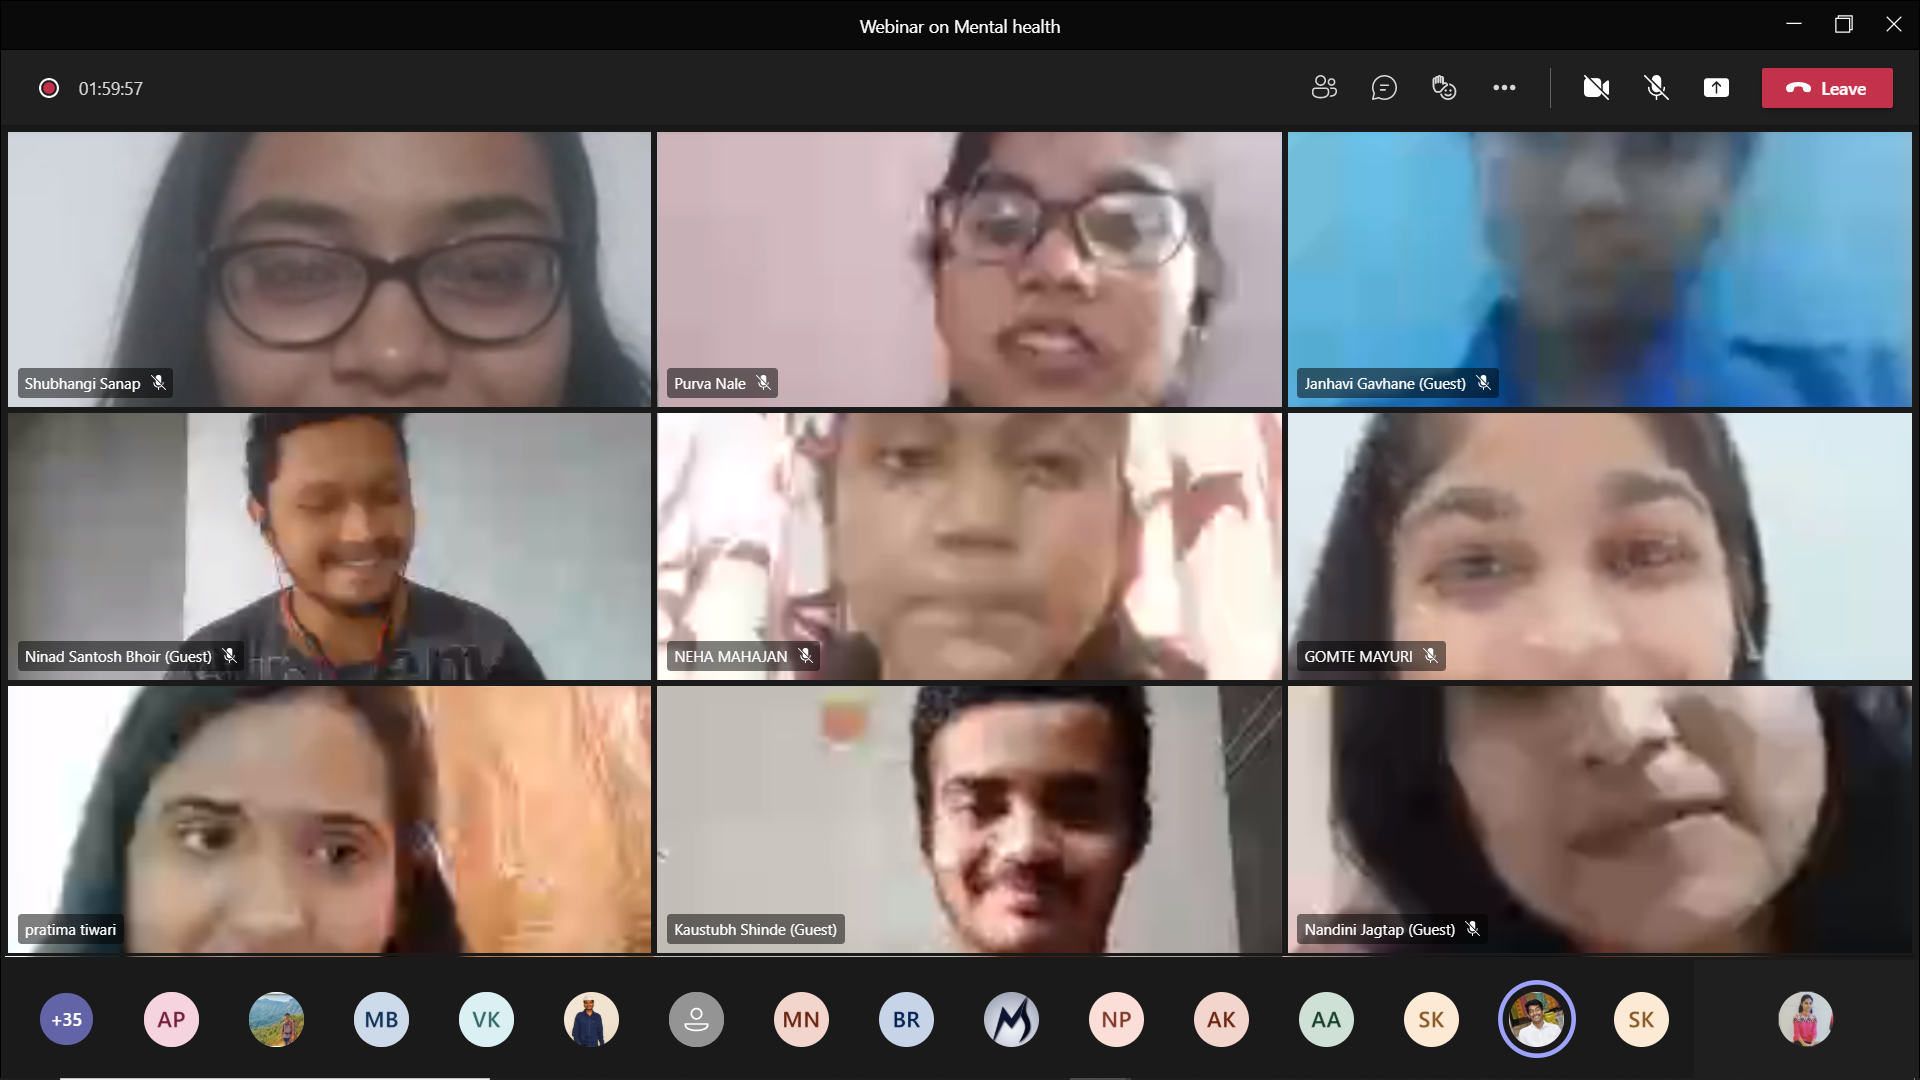 Webinar on Mental health
01:59:57
Leave
Shubhangi Sanap
Purva Nale
Janhavi Gavhane (Guest)
Ninad Santosh Bhoir (Guest)
NEHA MAHAJAN
GOMTE MAYURI
pratima tiwari
Kaustubh Shinde (Guest)
Nandini Jagtap (Guest)
+35
AP
MB
VK
MN
BR
NP
AK
AA
SK
SK